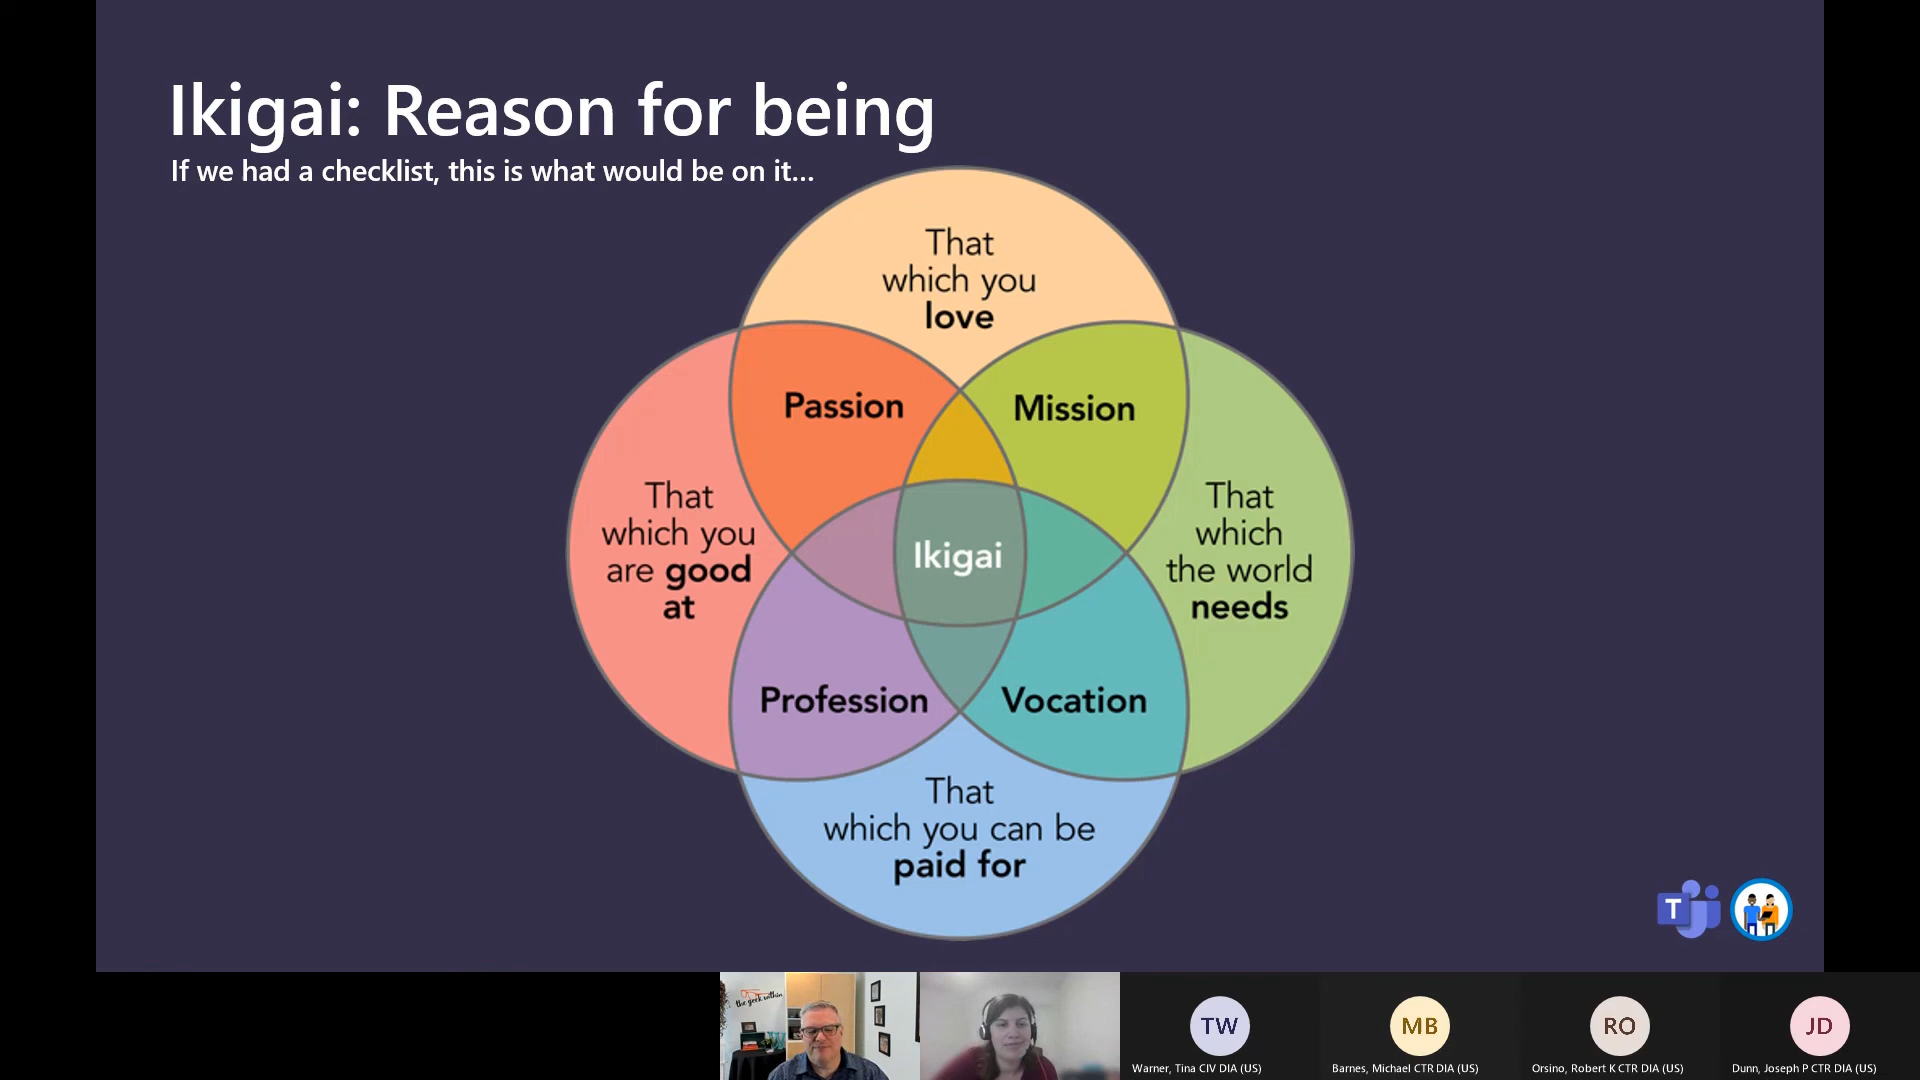 Ikigai: Reason for being
If we had a checklist, this is what would be on it...
That
which you
love
Passion
Mission
That
which you
are good
at
Ikigai
That
which
the world
needs
Profession
Vocation
That
which you can be
paid for
T
the geek within
TW
MB
RO
JD
Warner, Tina CIV DIA (US)
Barnes, Michael CTR DIA (US)
Orsino, Robert K CTR DIA (US)
Dunn, Joseph P CTR DIA (US)